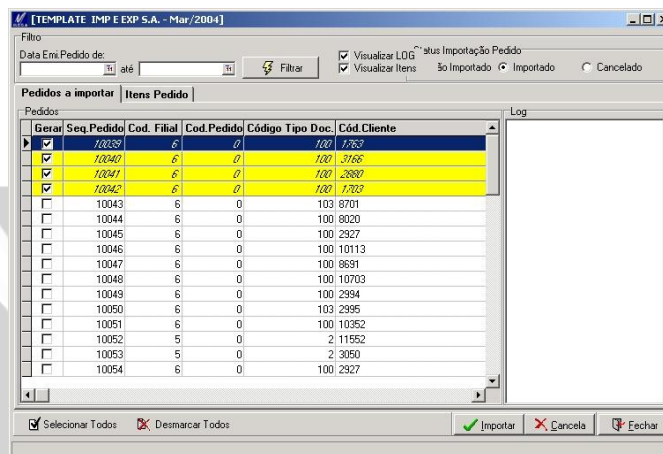 [TEMPLATE IMP E EXP S.A. - Mar/2004]
Filtro
Data Emi.Pedido de:
até
Filtrar
Visualizar LOG
Visualizar Itens
tus Importação Pedido
ão Importado
Importado
Cancelado
Pedidos a importar
Itens Pedido
Pedidos
Log
Gerar Seq.Pedido Cod. Filial Cod.Pedido Código Tipo Doc. Cód.Cliente
10039 6 0 100 1763
10040 6 0 100 3166
10041 6 0 100 2680
10042 6 0 100 1703
10043 6 0 103 8701
10044 6 0 100 8020
10045 6 0 100 2927
10046 6 0 100 10113
10047 6 0 100 8691
10048 6 0 100 10703
10049 6 0 100 2994
10050 6 0 103 2995
10051 6 0 100 10352
10052 5 0 2 11552
10053 5 0 2 3050
10054 6 0 100 2927
Selecionar Todos
Desmarcar Todos
Importar
Cancela
Fechar